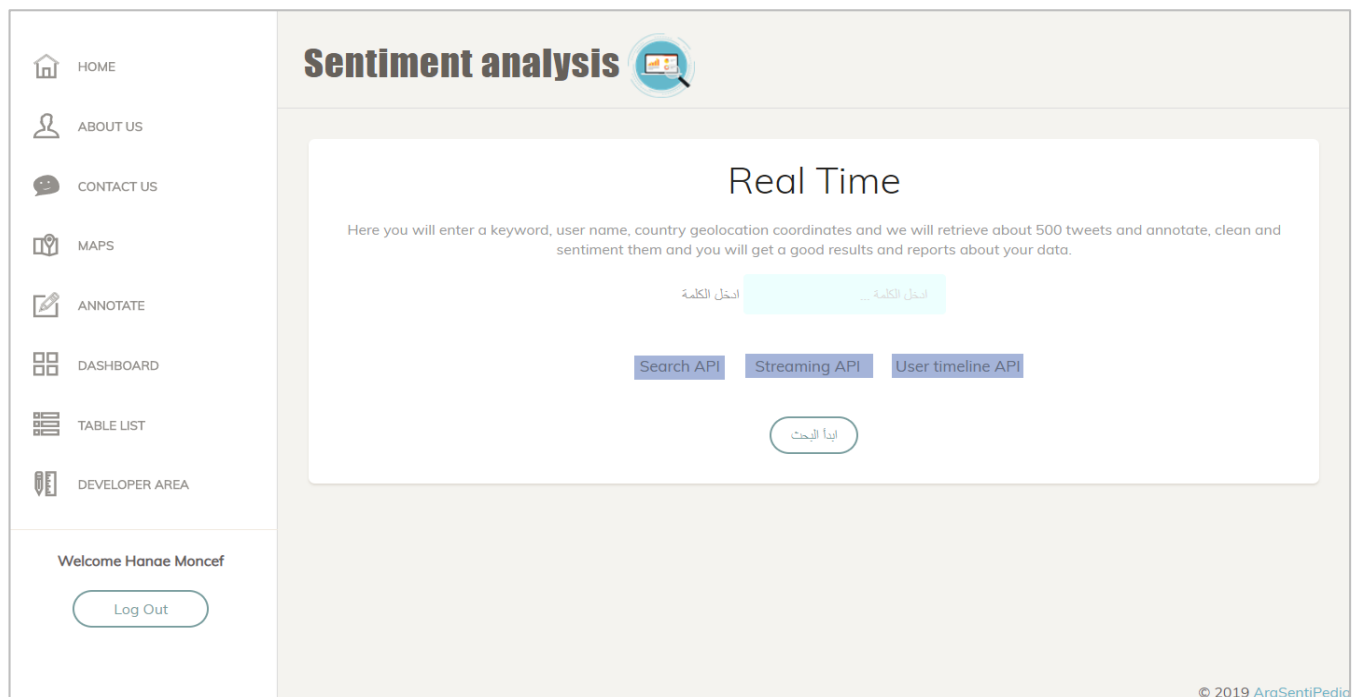 HOME
ABOUT US
CONTACT US
MAPS
ANNOTATE
DASHBOARD
TABLE LIST
DEVELOPER AREA
Welcome Hanae Moncef
Log Out
Sentiment analysis
Real Time
Here you will enter a keyword, user name, country geolocation coordinates and we will retrieve about 500 tweets and annotate, clean and
sentiment them and you will get a good results and reports about your data.
ادخل الكلمة ادخل الكلمة ...
Search API Streaming API User timeline API
ابدأ البحث
© 2019 AraSentiPedia